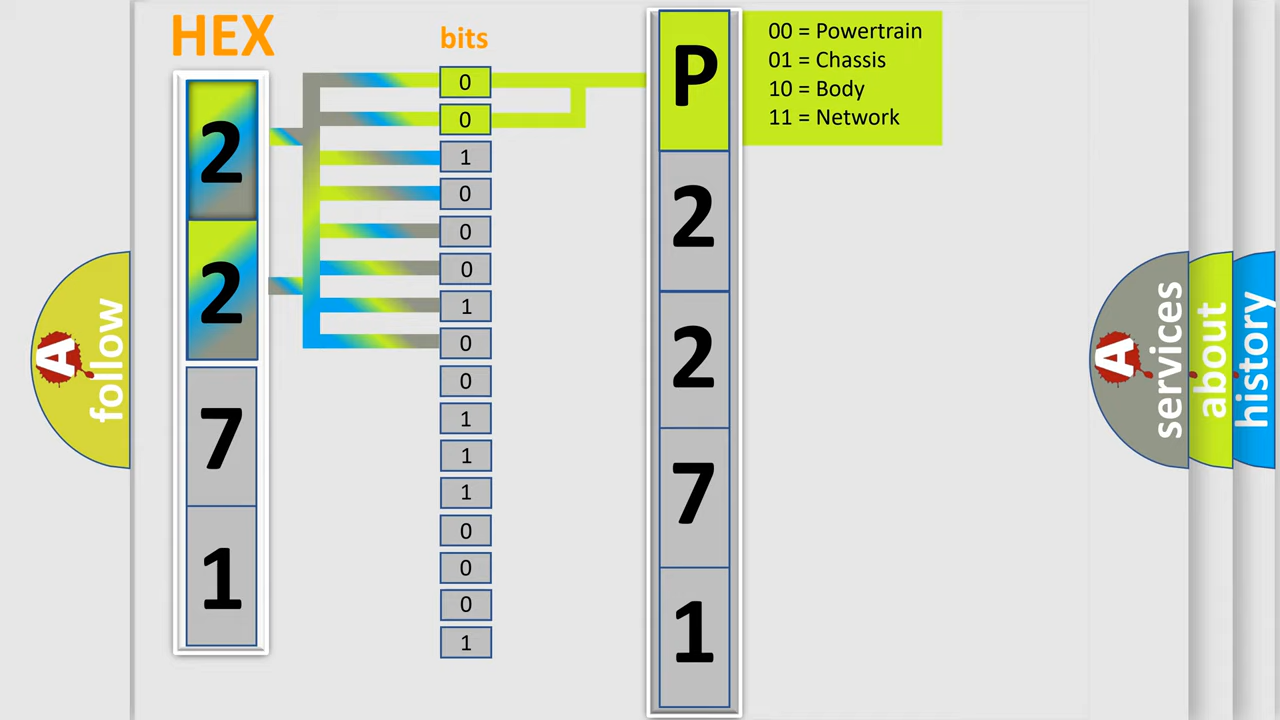 HEX
bits
2
2
7
1
0
0
1
0
0
0
1
0
0
1
1
1
0
0
0
1
P
2
2
7
1
00 = Powertrain
01 = Chassis
10 = Body
11 = Network
A
follow
A
services
about
history